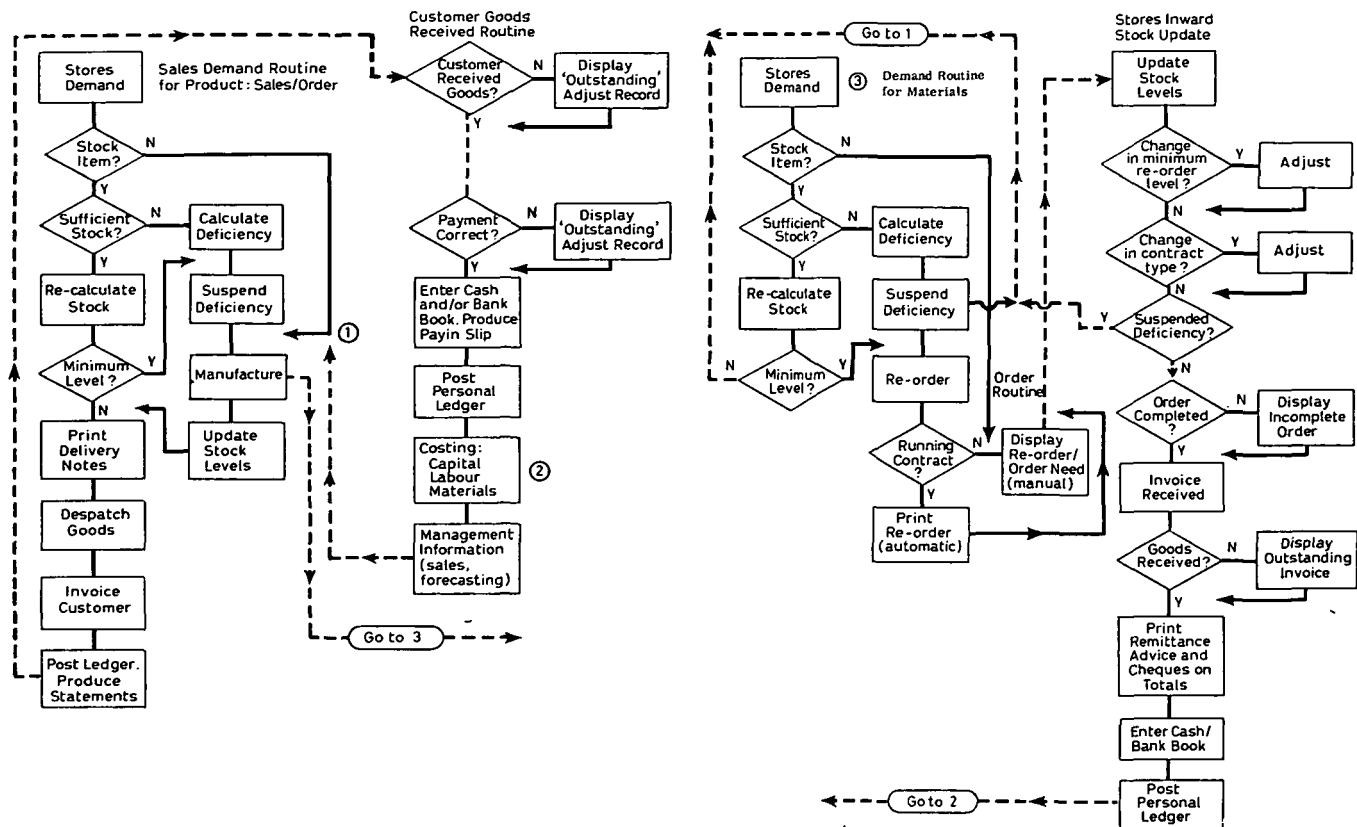 Customer Goods
Received Routine
Stores
Demand
Sales Demand Routine
for Product: Sales/Order
Customer
Received
Goods?
N
Display
'Outstanding'
Adjust Record
Y
Stock
Item?
N
Y
Sufficient
Stock?
N
Calculate
Deficiency
Y
Payment
Correct?
N
Display
'Outstanding'
Adjust Record
Y
Re-calculate
Stock
Suspend
Deficiency
Enter Cash
and/or Bank
Book. Produce
Payin Slip
1
Minimum
Level?
Y
N
Manufacture
Post
Personal
Ledger
Print
Delivery
Notes
Update
Stock Levels
Costing:
Capital
Labour
Materials
2
Despatch
Goods
Management
Information
(sales,
forecasting)
Invoice
Customer
Go to 3
Post Ledger.
Produce
Statements
Go to 1
Stores
Demand
3
Demand Routine
for Materials
Stock
Item?
N
Y
Sufficient
Stock?
N
Calculate
Deficiency
Y
Re-calculate
Stock
Suspend
Deficiency
N
Minimum
Level?
Y
Re-order
Order
Routine
Running
Contract
?
N
Display
Re-order/
Order Need
(manual)
Y
Print
Re-order
(automatic)
Stores Inward
Stock Update
Update
Stock
Levels
Change
in minimum
re-order
level?
Y
Adjust
N
Change
in contract
type?
Y
Adjust
N
Y
Suspended
Deficiency?
N
Order
Completed
?
N
Display
Incomplete
Order
Y
Invoice
Received
Goods
Received?
N
Display
Outstanding
Invoice
Y
Print
Remittance
Advice and
Cheques on
Totals
Enter Cash/
Bank Book
Go to 2
Post
Personal
Ledger